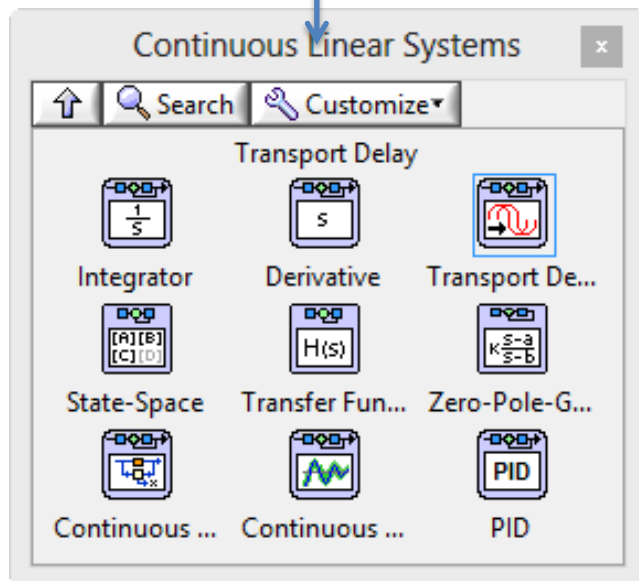 Continuous Linear Systems x
Search Customize
Transport Delay
1/s s
Integrator Derivative Transport De...
[A][B]
[C][D] H(s) K s-a/s-b
State-Space Transfer Fun... Zero-Pole-G...
x PID
Continuous ... Continuous ... PID